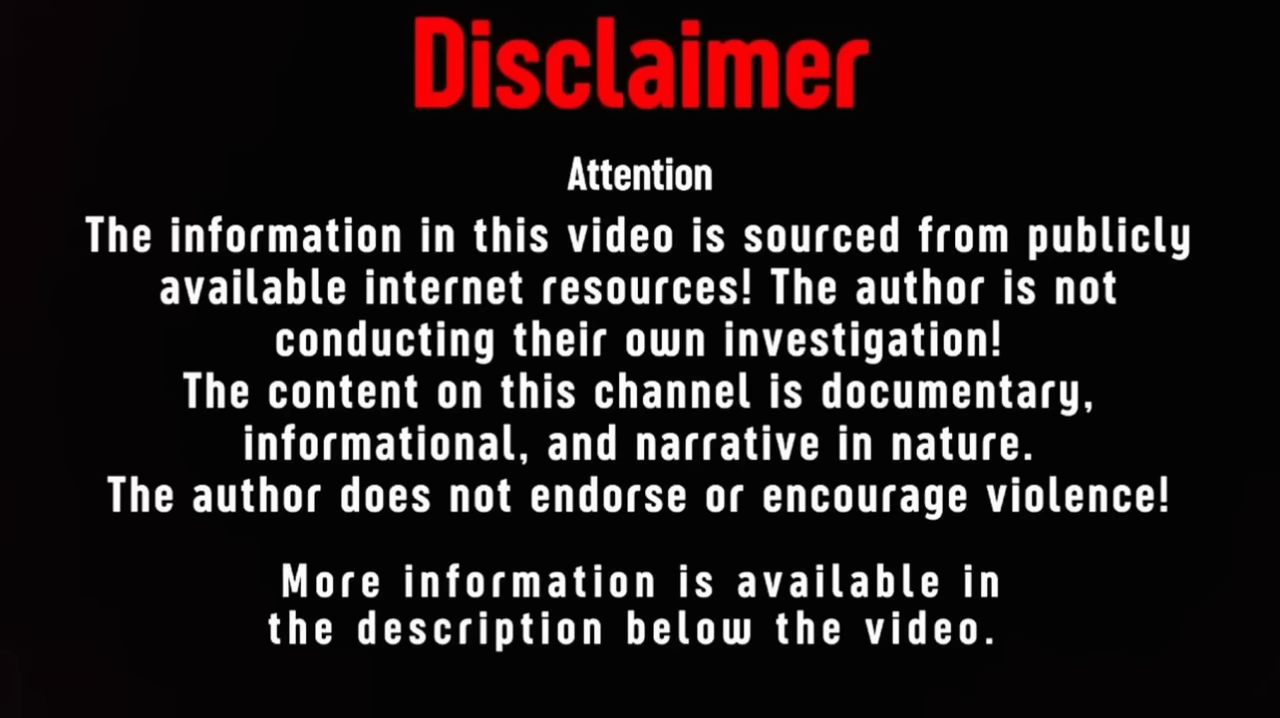 Disclaimer
Attention
The information in this video is sourced from publicly
available internet resources! The author is not
conducting their own investigation!
The content on this channel is documentary,
informational, and narrative in nature.
The author does not endorse or encourage violence!
More information is available in
the description below the video.